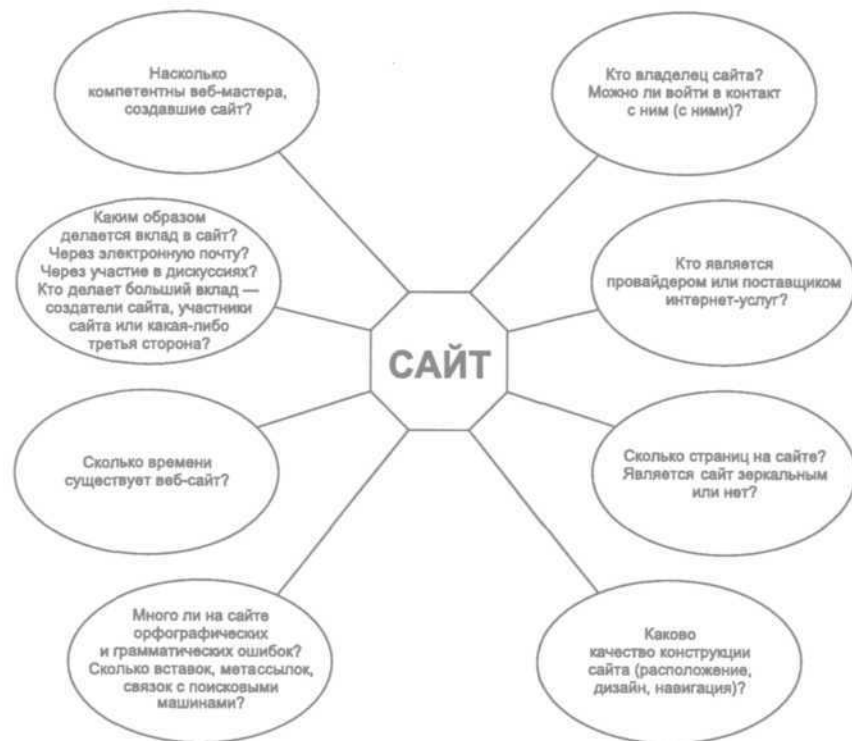 Насколько
компетентны веб-мастера,
создавшие сайт?
Кто владелец сайта?
Можно ли войти в контакт
с ним (с ними)?
Каким образом
делается вклад в сайт?
Через электронную почту?
Через участие в дискуссиях?
Кто делает больший вклад —
создатели сайта, участники
сайта или какая-либо
третья сторона?
Кто является
провайдером или поставщиком
интернет-услуг?
САЙТ
Сколько времени
существует веб-сайт?
Сколько страниц на сайте?
Является сайт зеркальным
или нет?
Много ли на сайте
орфографических
и грамматических ошибок?
Сколько вставок, метассылок,
связок с поисковыми
машинами?
Каково
качество конструкции
сайта (расположение,
дизайн, навигация)?